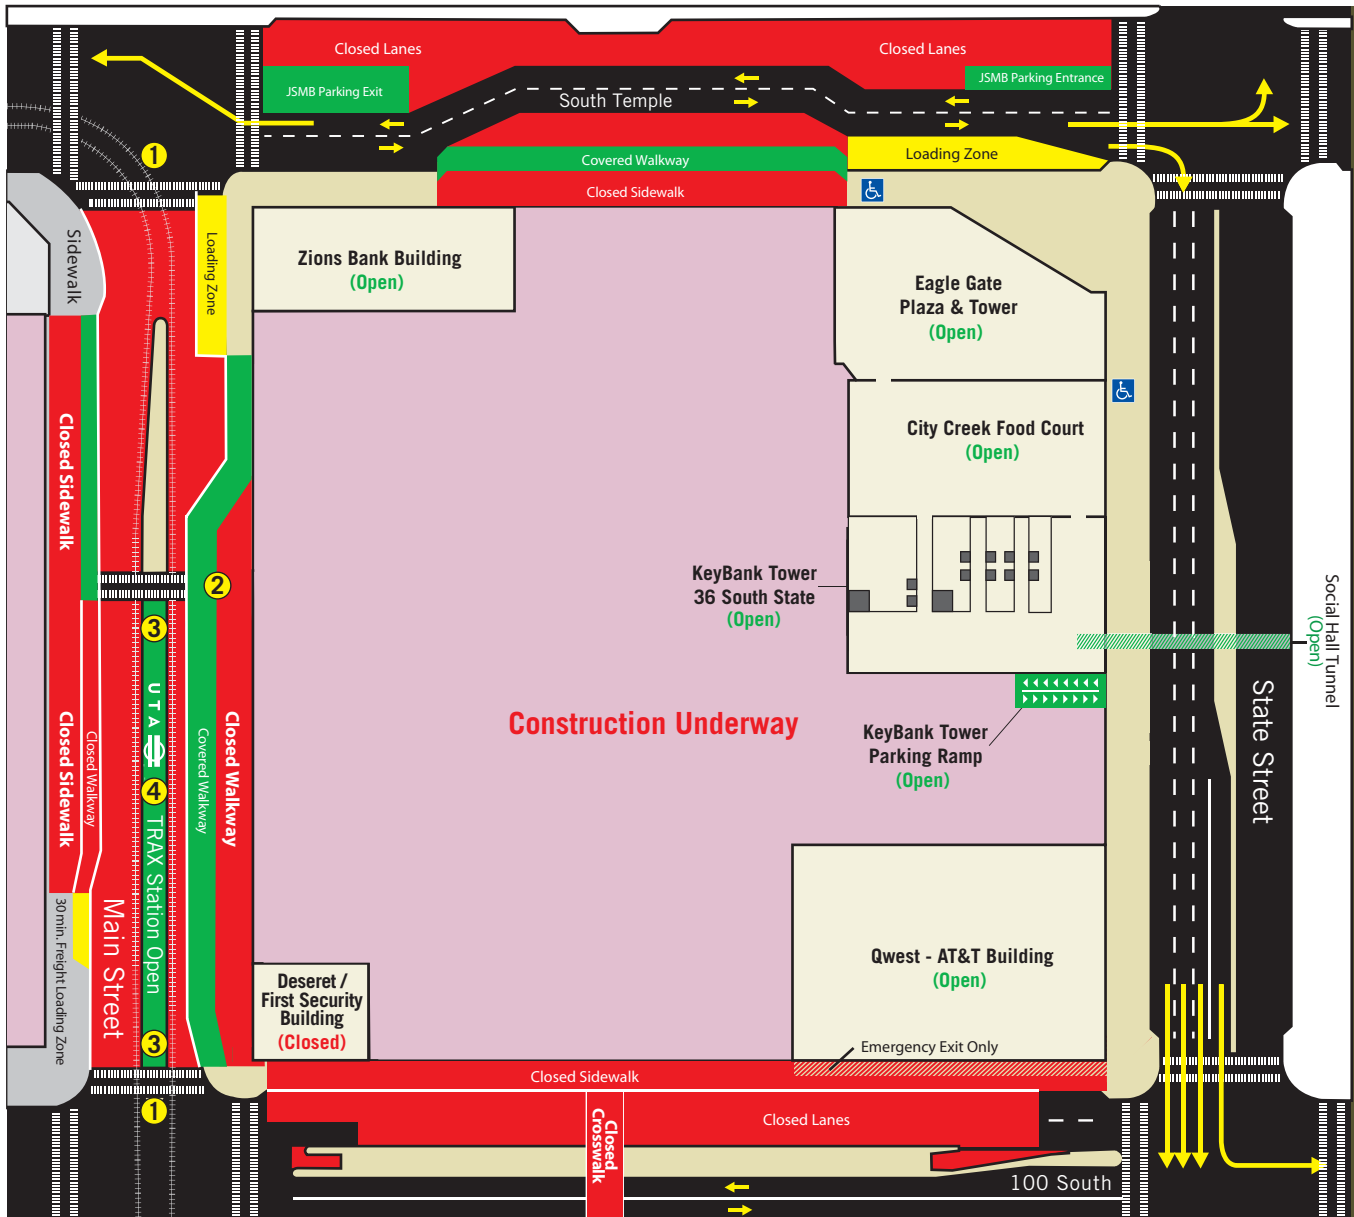 Closed Lanes
Closed Lanes
JSMB Parking Exit
JSMB Parking Entrance
South Temple
1
Covered Walkway
Loading Zone
Closed Sidewalk
Sidewalk
Loading Zone
Zions Bank Building
(Open)
Eagle Gate
Plaza & Tower
(Open)
City Creek Food Court
(Open)
Closed Sidewalk
2
KeyBank Tower
36 South State
(Open)
3
Social Hall Tunnel
(Open)
UTA
Closed Sidewalk
Closed Walkway
Covered Walkway
Closed Walkway
Construction Underway
KeyBank Tower
Parking Ramp
(Open)
State Street
4
TRAX Station Open
Main Street
30 min. Freight Loading Zone
Qwest - AT&T Building
(Open)
Deseret /
First Security
Building
(Closed)
3
Emergency Exit Only
Closed Sidewalk
1
Closed
Crosswalk
Closed Lanes
100 South